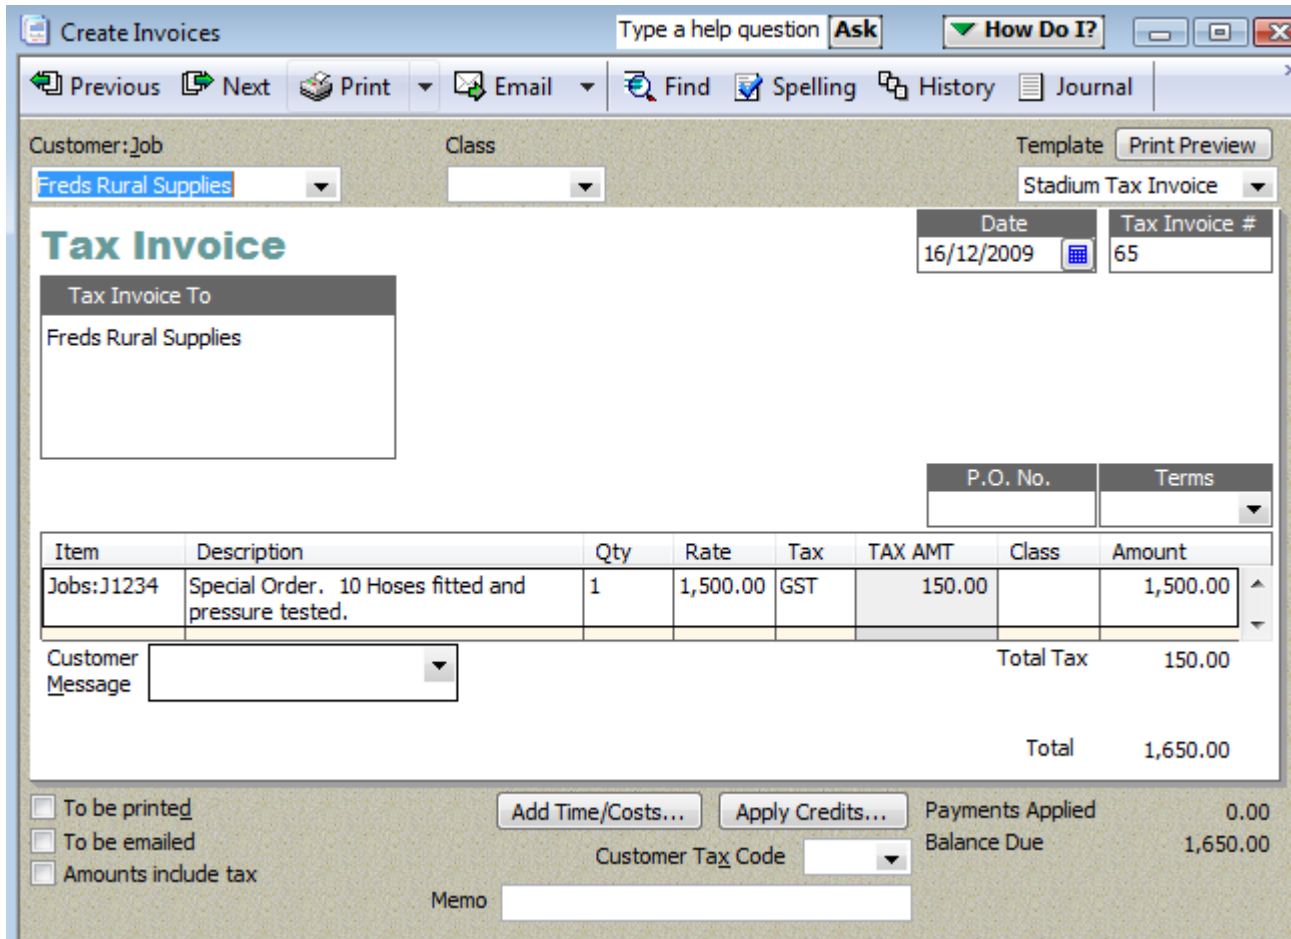 Create Invoices Type a help question Ask How Do I?
Previous Next Print Email Find Spelling History Journal
Customer:Job Class Template Print Preview
Freds Rural Supplies Stadium Tax Invoice
Tax Invoice Date Tax Invoice #
16/12/2009 65
Tax Invoice To
Freds Rural Supplies
P.O. No. Terms
Item Description Qty Rate Tax TAX AMT Class Amount
Jobs:J1234 Special Order. 10 Hoses fitted and 1 1,500.00 GST 150.00 1,500.00
pressure tested.
Customer Total Tax 150.00
Message
Total 1,650.00
To be printed Add Time/Costs... Apply Credits... Payments Applied 0.00
To be emailed Customer Tax Code Balance Due 1,650.00
Amounts include tax
Memo